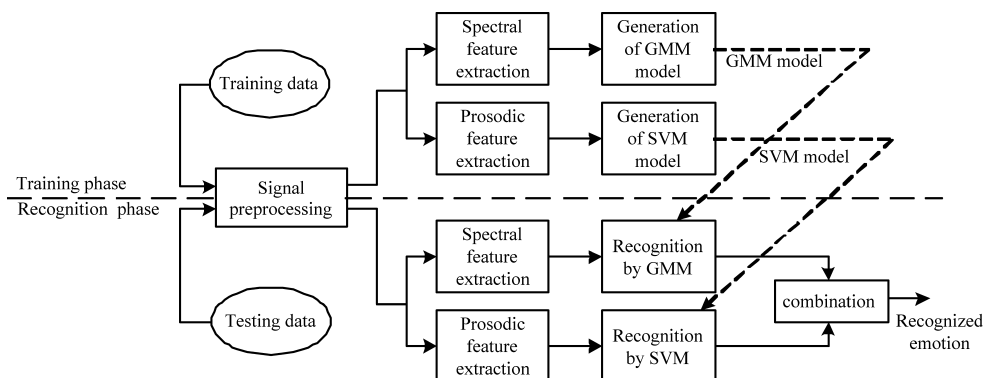 Training data
Training phase
Recognition phase
Testing data
Signal
preprocessing
Spectral
feature
extraction
Generation
of GMM
model
GMM model
Prosodic
feature
extraction
Generation
of SVM
model
SVM model
Spectral
feature
extraction
Recognition
by GMM
Prosodic
feature
extraction
Recognition
by SVM
combination
Recognized
emotion